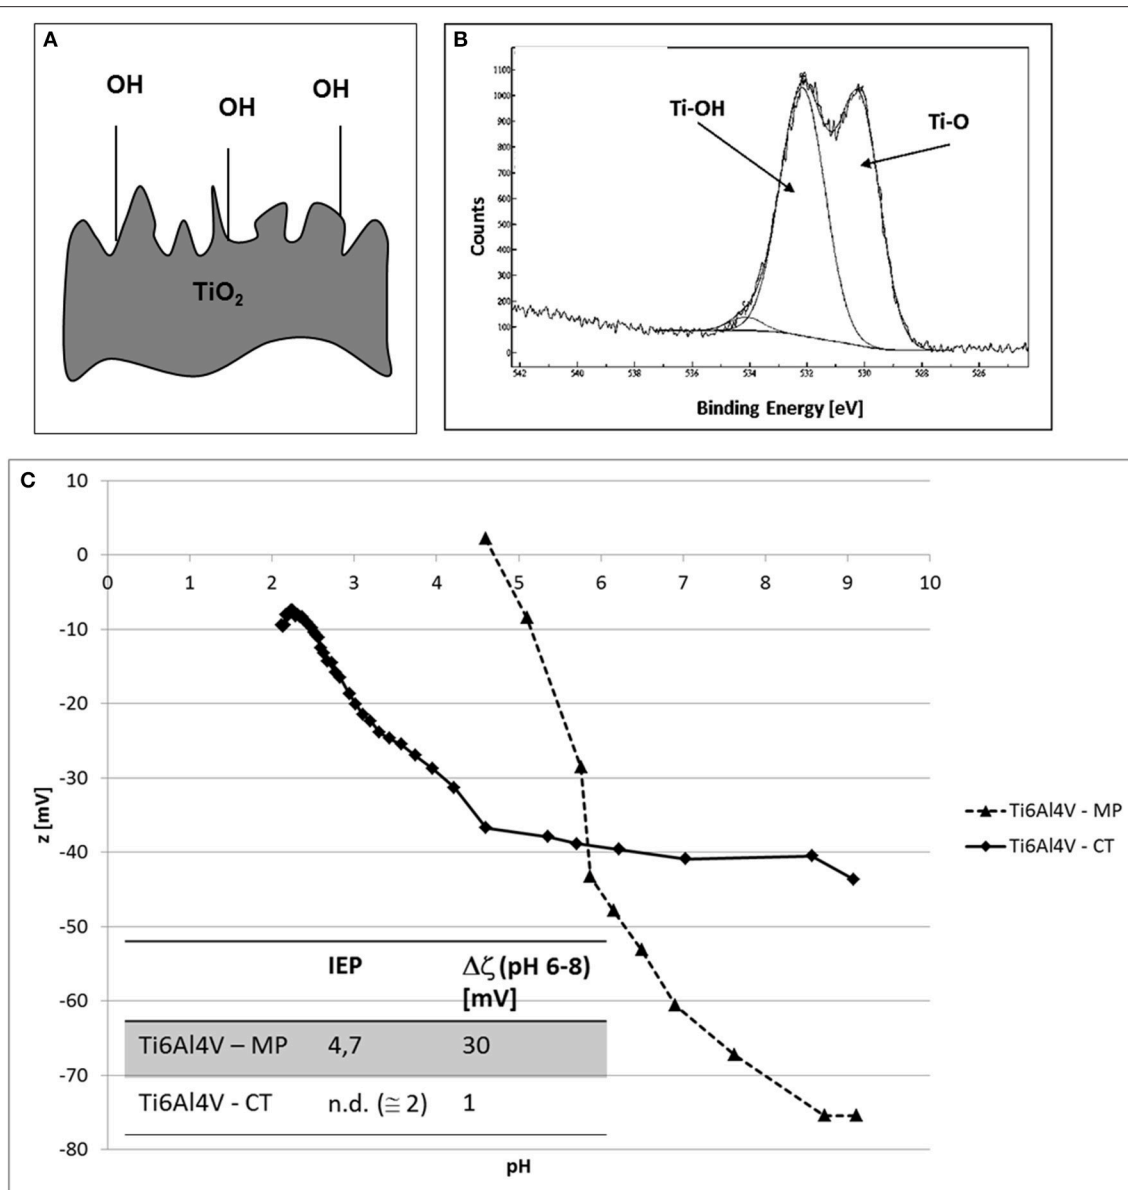 A
OH
OH
OH
TiO2
B
1100
1000
900
800
700
600
500
400
300
200
100
0
Counts
Ti-OH
Ti-O
542 540 538 536 534 532 530 528 526
Binding Energy [eV]
C
10
0
-10
-20
-30
-40
-50
-60
-70
-80
z [mV]
0 1 2 3 4 5 6 7 8 9 10
pH
Ti6Al4V - MP
Ti6Al4V - CT
IEP Δζ (pH 6-8)
[mV]
Ti6Al4V – MP 4,7 30
Ti6Al4V - CT n.d. (≅ 2) 1